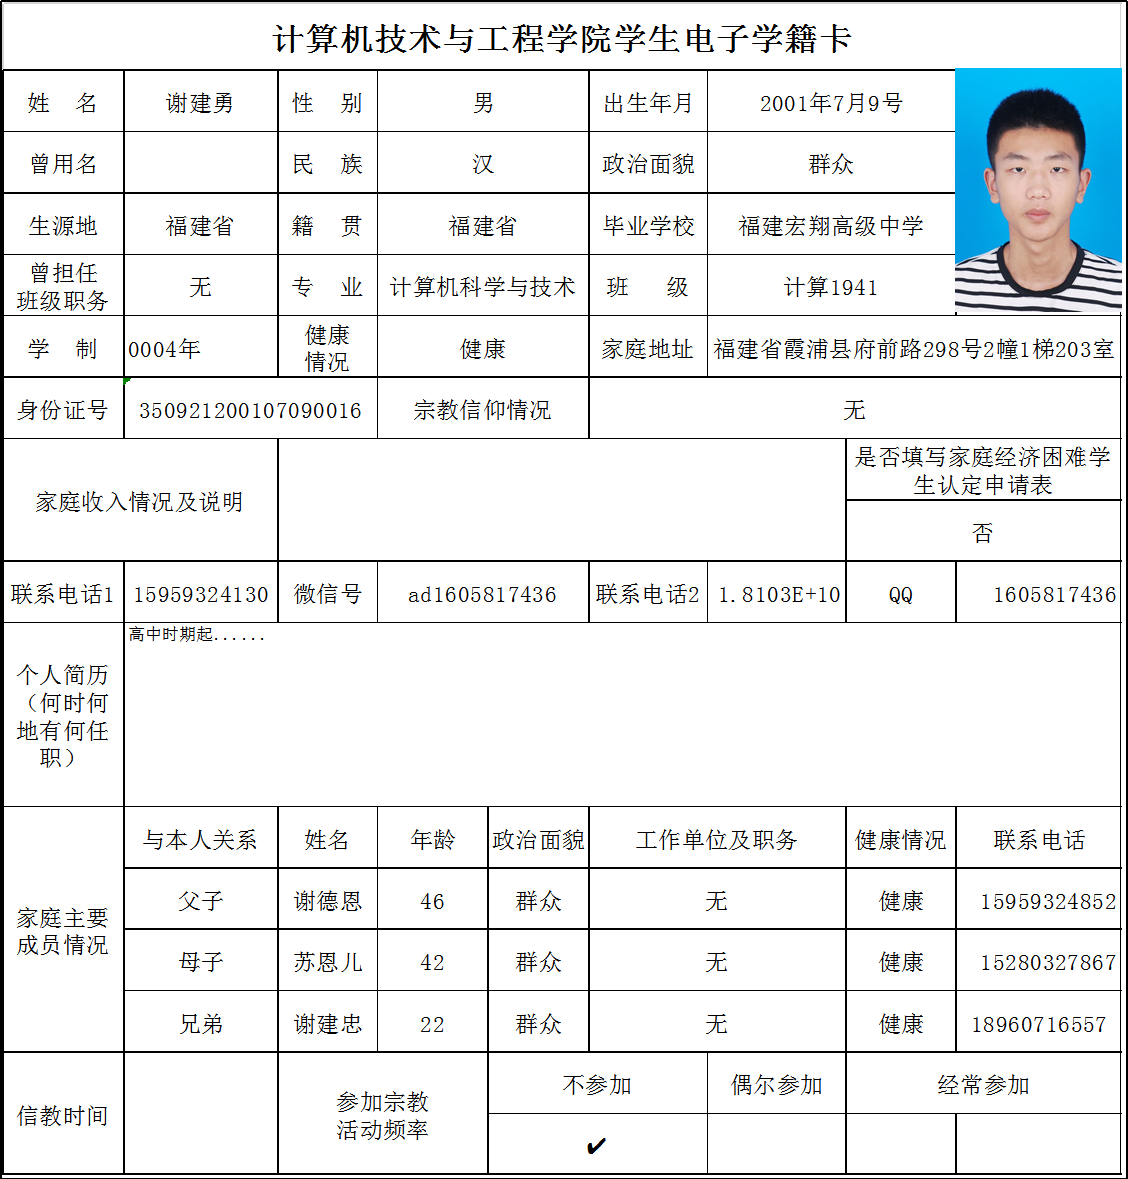 计算机技术与工程学院学生电子学籍卡
姓 名 谢建勇 性 别 男 出生年月 2001年7月9号
曾用名 民 族 汉 政治面貌 群众
生源地 福建省 籍 贯 福建省 毕业学校 福建宏翔高级中学
曾担任
班级职务 无 专 业 计算机科学与技术 班 级 计算1941
学 制 0004年 健康
情况 健康 家庭地址 福建省霞浦县府前路298号2幢1梯203室
身份证号 350921200107090016 宗教信仰情况 无
家庭收入情况及说明 是否填写家庭经济困难学
生认定申请表
否
联系电话1 15959324130 微信号 ad1605817436 联系电话2 1.8103E+10 QQ 1605817436
个人简历
（何时何
地有何任
职）
高中时期起......
家庭主要
成员情况
与本人关系 姓名 年龄 政治面貌 工作单位及职务 健康情况 联系电话
父子 谢德恩 46 群众 无 健康 15959324852
母子 苏恩儿 42 群众 无 健康 15280327867
兄弟 谢建忠 22 群众 无 健康 18960716557
信教时间 参加宗教
活动频率
不参加 偶尔参加 经常参加
✔